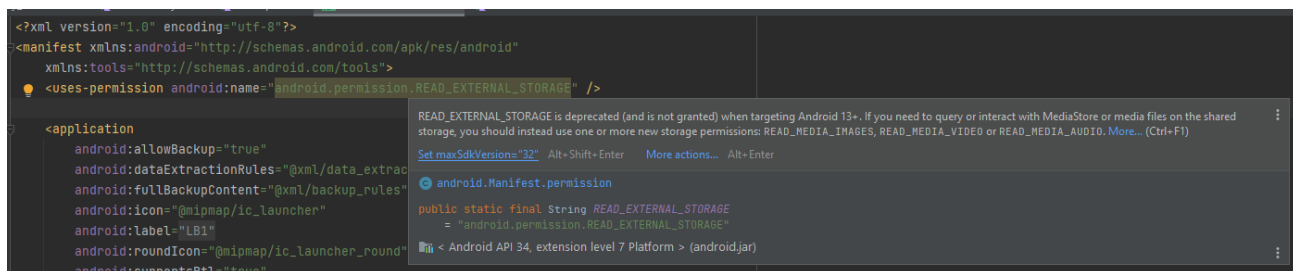 <?xml version="1.0" encoding="utf-8"?>
<manifest xmlns:android="http://schemas.android.com/apk/res/android"
xmlns:tools="http://schemas.android.com/tools">
<uses-permission android:name="android.permission.READ_EXTERNAL_STORAGE" />
READ_EXTERNAL_STORAGE is deprecated (and is not granted) when targeting Android 13+. If you need to query or interact with MediaStore or media files on the shared
storage, you should instead use one or more new storage permissions: READ_MEDIA_IMAGES, READ_MEDIA_VIDEO or READ_MEDIA_AUDIO. More... (Ctrl+F1)
Set maxSdkVersion="32" Alt+Shift+Enter More actions... Alt+Enter
android.Manifest.permission
public static final String READ_EXTERNAL_STORAGE
= "android.permission.READ_EXTERNAL_STORAGE"
< Android API 34, extension level 7 Platform > (android.jar)
<application
android:allowBackup="true"
android:dataExtractionRules="@xml/data_extrac
android:fullBackupContent="@xml/backup_rules"
android:icon="@mipmap/ic_launcher"
android:label="LB1"
android:roundIcon="@mipmap/ic_launcher_round"
android:supportsRtl="true"